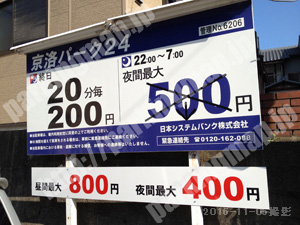 京洛パーク24
管理No.6206
終日
20分毎
200円
22:00~7:00
夜間最大
500円
日本システムバンク株式会社
緊急連絡先 ☎0120-162-068
昼間最大 800円 夜間最大 400円
2016-11-06撮影